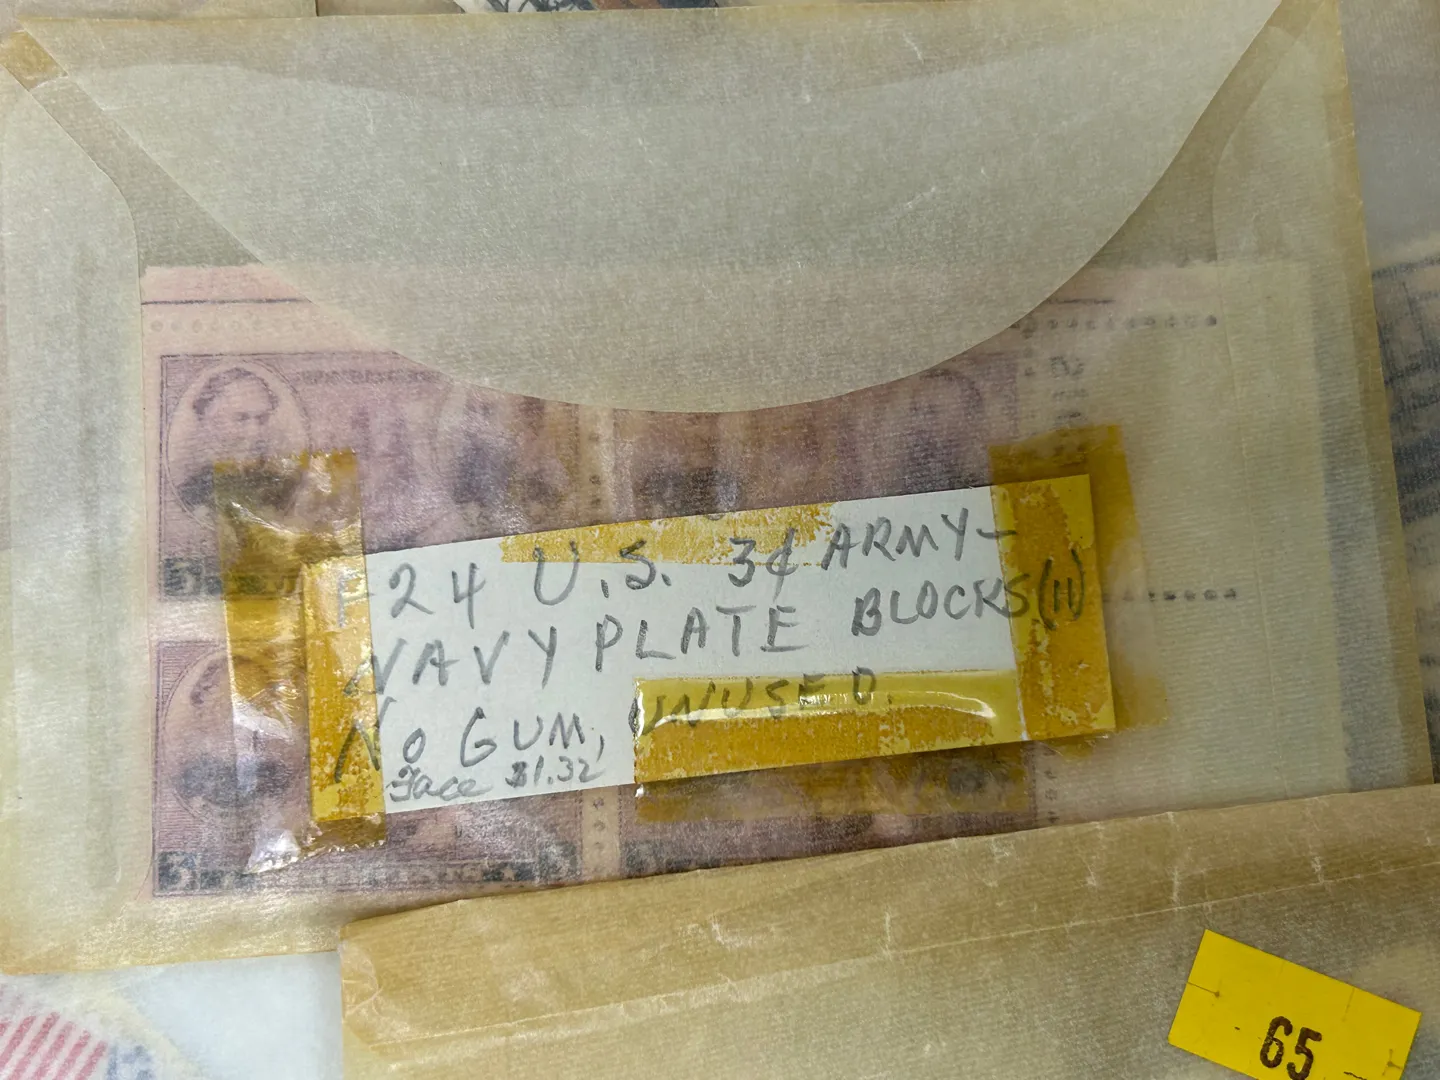 F24 U.S. 3¢ ARMY-
NAVY PLATE BLOCKS (11)
NO GUM, UNUSED.
Face $1.32
65